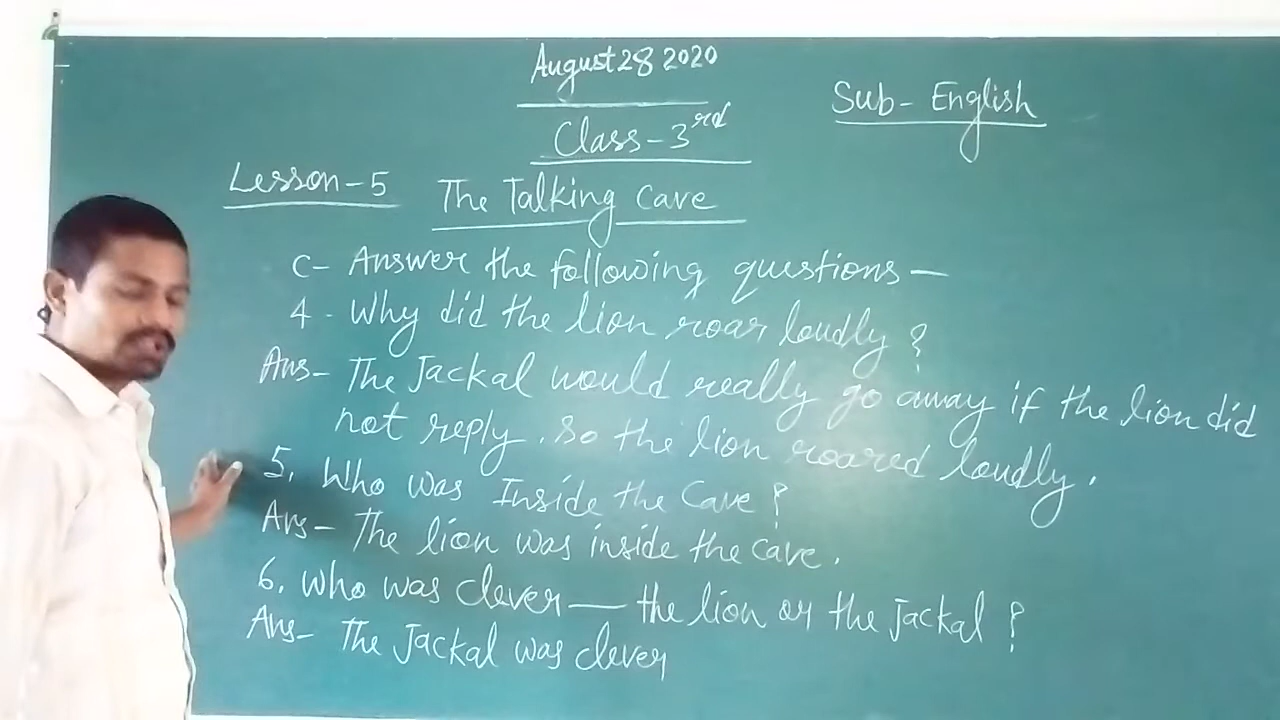 August 28 2020
Sub- English
Class-3rd
Lesson-5 The Talking Cave
C- Answer the following questions—
4- Why did the lion roar loudly?
Ans- The Jackal would really go away if the lion did
not reply. So the lion roared loudly.
5. Who was Inside the Cave?
Ans- The lion was inside the cave.
6. Who was clever— the lion or the Jackal?
Ans- The Jackal was clever